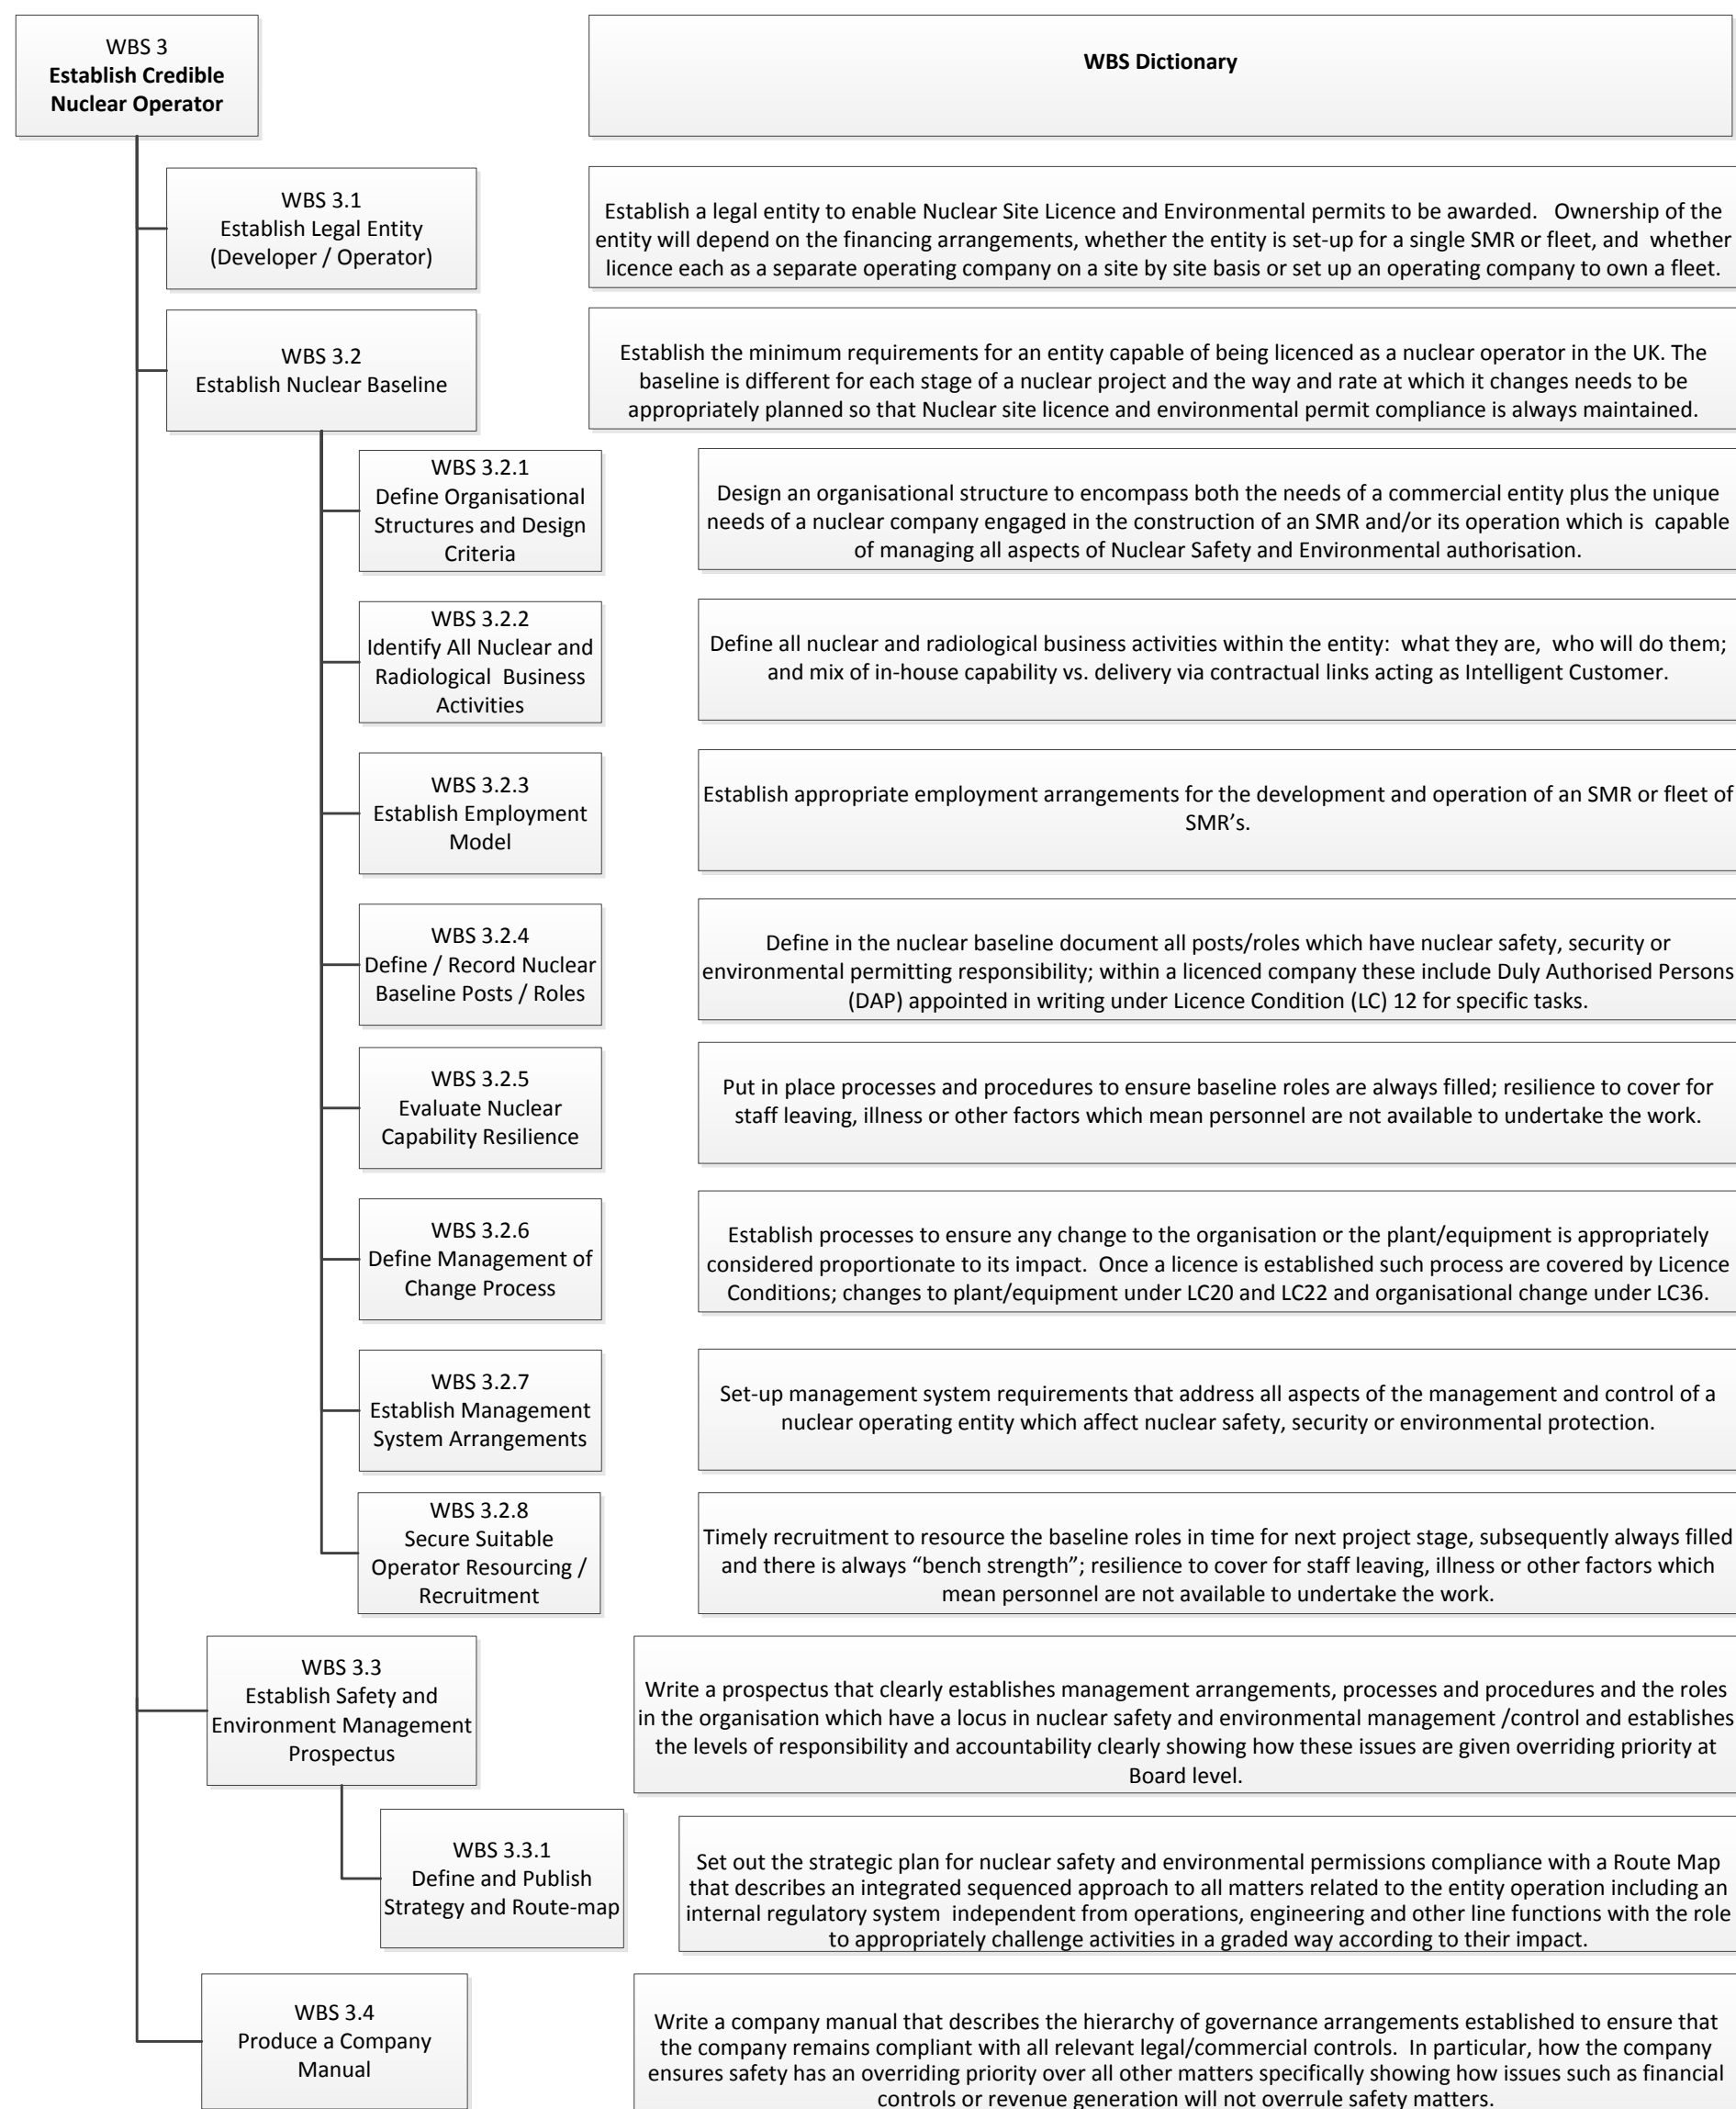 WBS 3
Establish Credible
Nuclear Operator
WBS Dictionary
WBS 3.1
Establish Legal Entity
(Developer / Operator)
Establish a legal entity to enable Nuclear Site Licence and Environmental permits to be awarded.   Ownership of the
entity will depend on the financing arrangements, whether the entity is set-up for a single SMR or fleet, and  whether
licence each as a separate operating company on a site by site basis or set up an operating company to own a fleet.
WBS 3.2
Establish Nuclear Baseline
Establish the minimum requirements for an entity capable of being licenced as a nuclear operator in the UK. The
baseline is different for each stage of a nuclear project and the way and rate at which it changes needs to be
appropriately planned so that Nuclear site licence and environmental permit compliance is always maintained.
WBS 3.2.1
Define Organisational
Structures and Design
Criteria
Design an organisational structure to encompass both the needs of a commercial entity plus the unique
needs of a nuclear company engaged in the construction of an SMR and/or its operation which is  capable
of managing all aspects of Nuclear Safety and Environmental authorisation.
WBS 3.2.2
Identify All Nuclear and
Radiological  Business
Activities
Define all nuclear and radiological business activities within the entity:  what they are,  who will do them;
and mix of in-house capability vs. delivery via contractual links acting as Intelligent Customer.
WBS 3.2.3
Establish Employment
Model
Establish appropriate employment arrangements for the development and operation of an SMR or fleet of
SMR’s.
WBS 3.2.4
Define / Record Nuclear
Baseline Posts / Roles
Define in the nuclear baseline document all posts/roles which have nuclear safety, security or
environmental permitting responsibility; within a licenced company these include Duly Authorised Persons
(DAP) appointed in writing under Licence Condition (LC) 12 for specific tasks.
WBS 3.2.5
Evaluate Nuclear
Capability Resilience
Put in place processes and procedures to ensure baseline roles are always filled; resilience to cover for
staff leaving, illness or other factors which mean personnel are not available to undertake the work.
WBS 3.2.6
Define Management of
Change Process
Establish processes to ensure any change to the organisation or the plant/equipment is appropriately
considered proportionate to its impact.  Once a licence is established such process are covered by Licence
Conditions; changes to plant/equipment under LC20 and LC22 and organisational change under LC36.
WBS 3.2.7
Establish Management
System Arrangements
Set-up management system requirements that address all aspects of the management and control of a
nuclear operating entity which affect nuclear safety, security or environmental protection.
WBS 3.2.8
Secure Suitable
Operator Resourcing /
Recruitment
Timely recruitment to resource the baseline roles in time for next project stage, subsequently always filled
and there is always “bench strength”; resilience to cover for staff leaving, illness or other factors which
mean personnel are not available to undertake the work.
WBS 3.3
Establish Safety and
Environment Management
Prospectus
Write a prospectus that clearly establishes management arrangements, processes and procedures and the roles
in the organisation which have a locus in nuclear safety and environmental management /control and establishes
the levels of responsibility and accountability clearly showing how these issues are given overriding priority at
Board level.
WBS 3.3.1
Define and Publish
Strategy and Route-map
Set out the strategic plan for nuclear safety and environmental permissions compliance with a Route Map
that describes an integrated sequenced approach to all matters related to the entity operation including an
internal regulatory system  independent from operations, engineering and other line functions with the role
to appropriately challenge activities in a graded way according to their impact.
WBS 3.4
Produce a Company
Manual
Write a company manual that describes the hierarchy of governance arrangements established to ensure that
the company remains compliant with all relevant legal/commercial controls.  In particular, how the company
ensures safety has an overriding priority over all other matters specifically showing how issues such as financial
controls or revenue generation will not overrule safety matters.